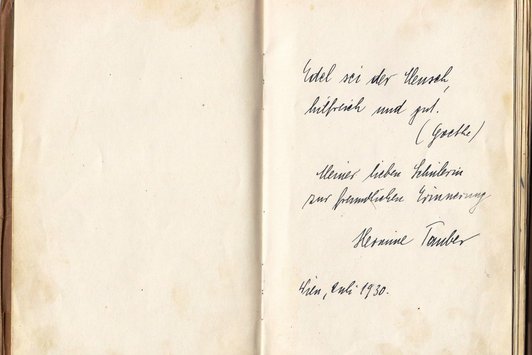 Edel sei der Mensch,
hilfreich und gut.
(Goethe)
Meiner lieben Schülerin
zur freundlichen Erinnerung
Hermine Tauber
Wien, Juli 1930.